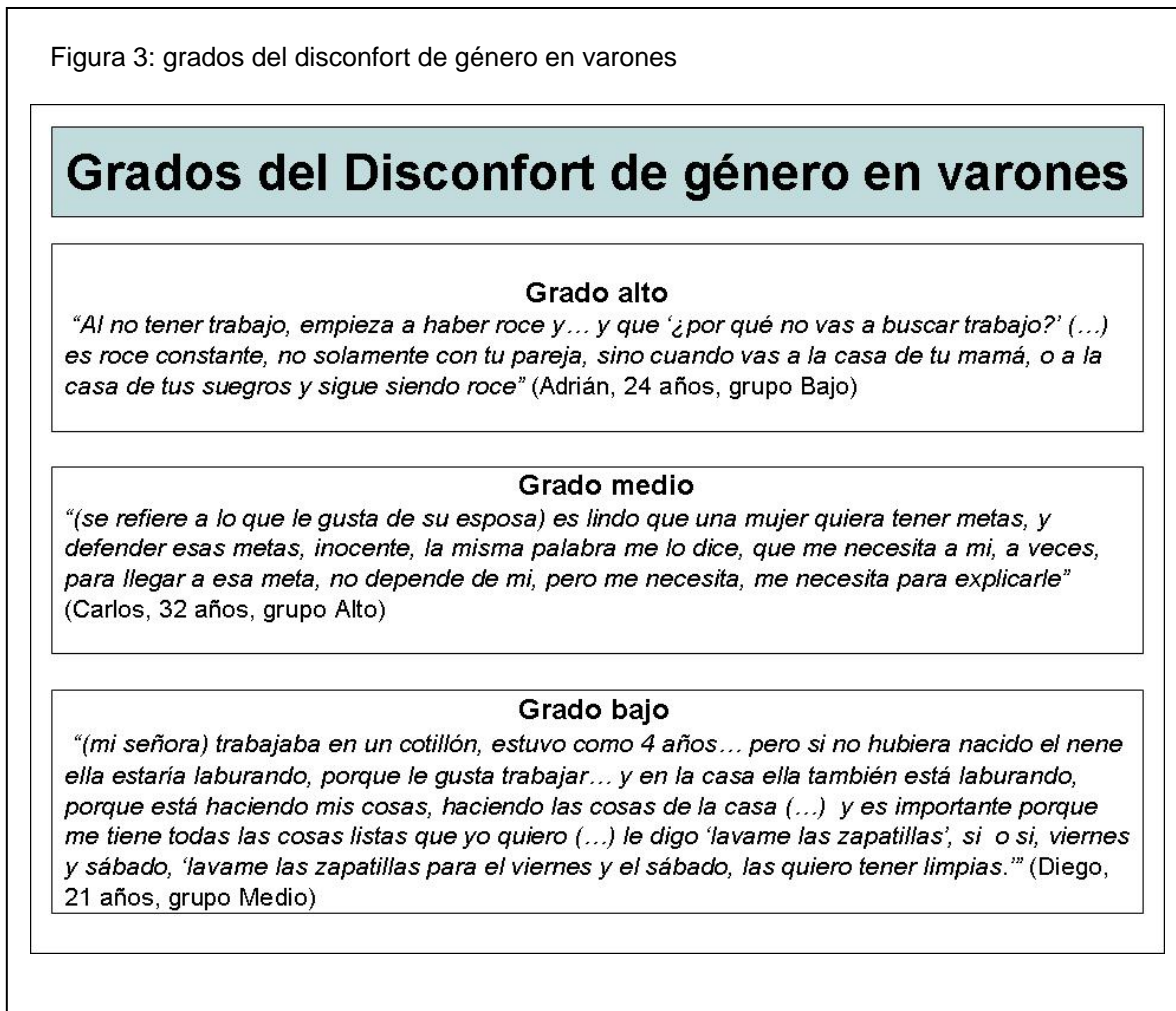 Figura 3: grados del disconfort de género en varones
Grados del Disconfort de género en varones
Grado alto
“Al no tener trabajo, empieza a haber roce y… y que ‘¿por qué no vas a buscar trabajo?’ (…)
es roce constante, no solamente con tu pareja, sino cuando vas a la casa de tu mamá, o a la
casa de tus suegros y sigue siendo roce” (Adrián, 24 años, grupo Bajo)
Grado medio
“(se refiere a lo que le gusta de su esposa) es lindo que una mujer quiera tener metas, y
defender esas metas, inocente, la misma palabra me lo dice, que me necesita a mi, a veces,
para llegar a esa meta, no depende de mi, pero me necesita, me necesita para explicarle”
(Carlos, 32 años, grupo Alto)
Grado bajo
“(mi señora) trabajaba en un cotillón, estuvo como 4 años… pero si no hubiera nacido el nene
ella estaría laburando, porque le gusta trabajar… y en la casa ella también está laburando,
porque está haciendo mis cosas, haciendo las cosas de la casa (…) y es importante porque
me tiene todas las cosas listas que yo quiero (…) le digo ‘lavame las zapatillas’, si o si, viernes
y sábado, ‘lavame las zapatillas para el viernes y el sábado, las quiero tener limpias.’” (Diego,
21 años, grupo Medio)